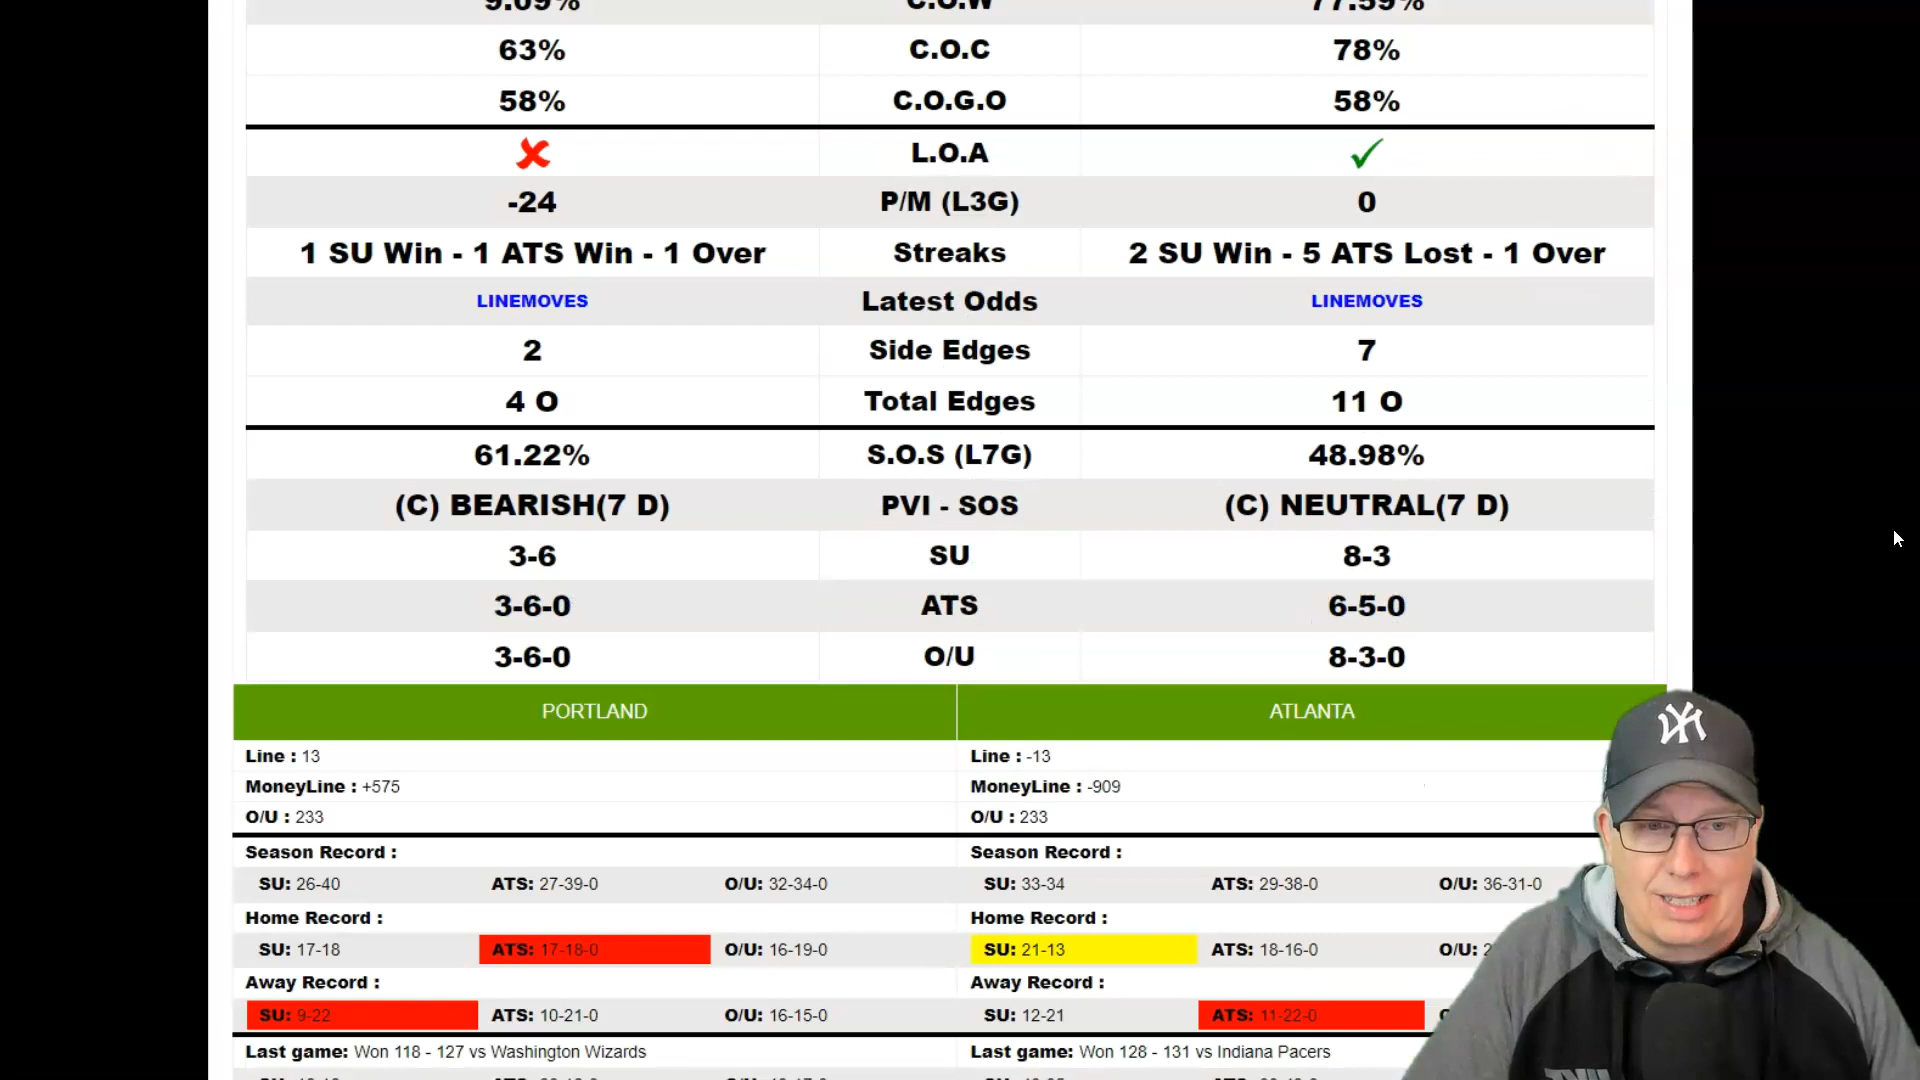 9.09% C.O.W 77.59%
63% C.O.C 78%
58% C.O.G.O 58%
L.O.A
-24 P/M (L3G) 0
1 SU Win - 1 ATS Win - 1 Over Streaks 2 SU Win - 5 ATS Lost - 1 Over
LINEMOVES Latest Odds LINEMOVES
2 Side Edges 7
4 O Total Edges 11 O
61.22% S.O.S (L7G) 48.98%
(C) BEARISH(7 D) PVI - SOS (C) NEUTRAL(7 D)
3-6 SU 8-3
3-6-0 ATS 6-5-0
3-6-0 O/U 8-3-0
PORTLAND ATLANTA
Line : 13 Line : -13
MoneyLine : +575 MoneyLine : -909
O/U : 233 O/U : 233
Season Record : Season Record :
SU: 26-40 ATS: 27-39-0 O/U: 32-34-0 SU: 33-34 ATS: 29-38-0 O/U: 36-31-0
Home Record : Home Record :
SU: 17-18 ATS: 17-18-0 O/U: 16-19-0 SU: 21-13 ATS: 18-16-0 O/U: 2
Away Record : Away Record :
SU: 9-22 ATS: 10-21-0 O/U: 16-15-0 SU: 12-21 ATS: 11-22-0
Last game: Won 118 - 127 vs Washington Wizards Last game: Won 128 - 131 vs Indiana Pacers